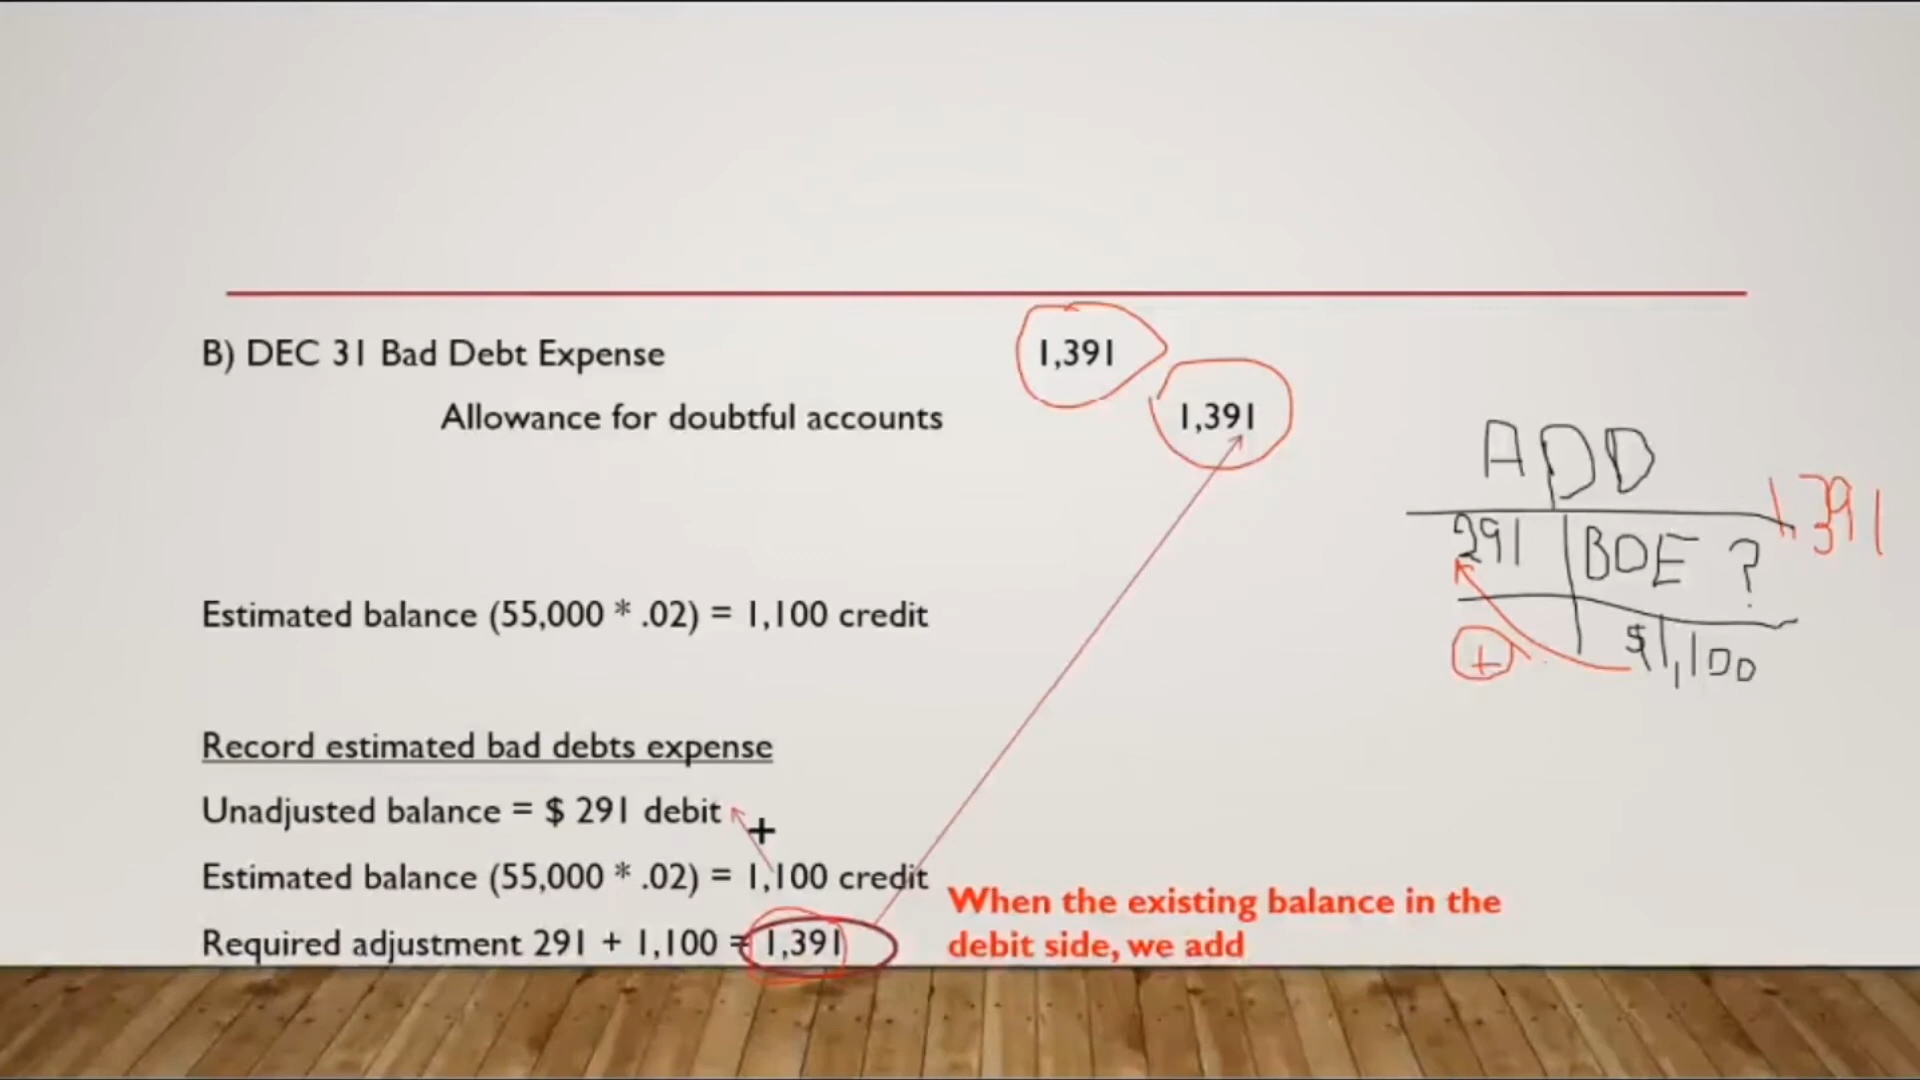 B) DEC 31 Bad Debt Expense 1,391
Allowance for doubtful accounts 1,391
Estimated balance (55,000 * .02) = 1,100 credit
Record estimated bad debts expense
Unadjusted balance = $ 291 debit
+
Estimated balance (55,000 * .02) = 1,100 credit
Required adjustment 291 + 1,100 = 1,391
When the existing balance in the
debit side, we add
ADD
1,391
291 BDE ?
+ $1,100